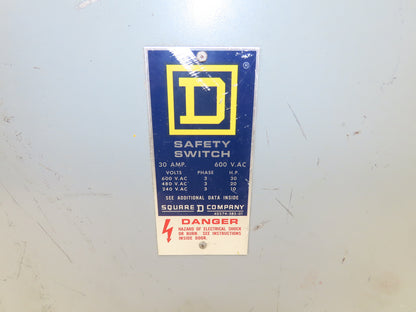 D
®
SAFETY
SWITCH
30 AMP. 600 V.AC
VOLTS PHASE H.P.
600 V.AC 3 30
480 V.AC 3 20
240 V.AC 3 10
SEE ADDITIONAL DATA INSIDE
SQUARE D COMPANY
DANGER
HAZARD OF ELECTRICAL SHOCK
OR BURN. SEE INSTRUCTIONS
INSIDE DOOR.